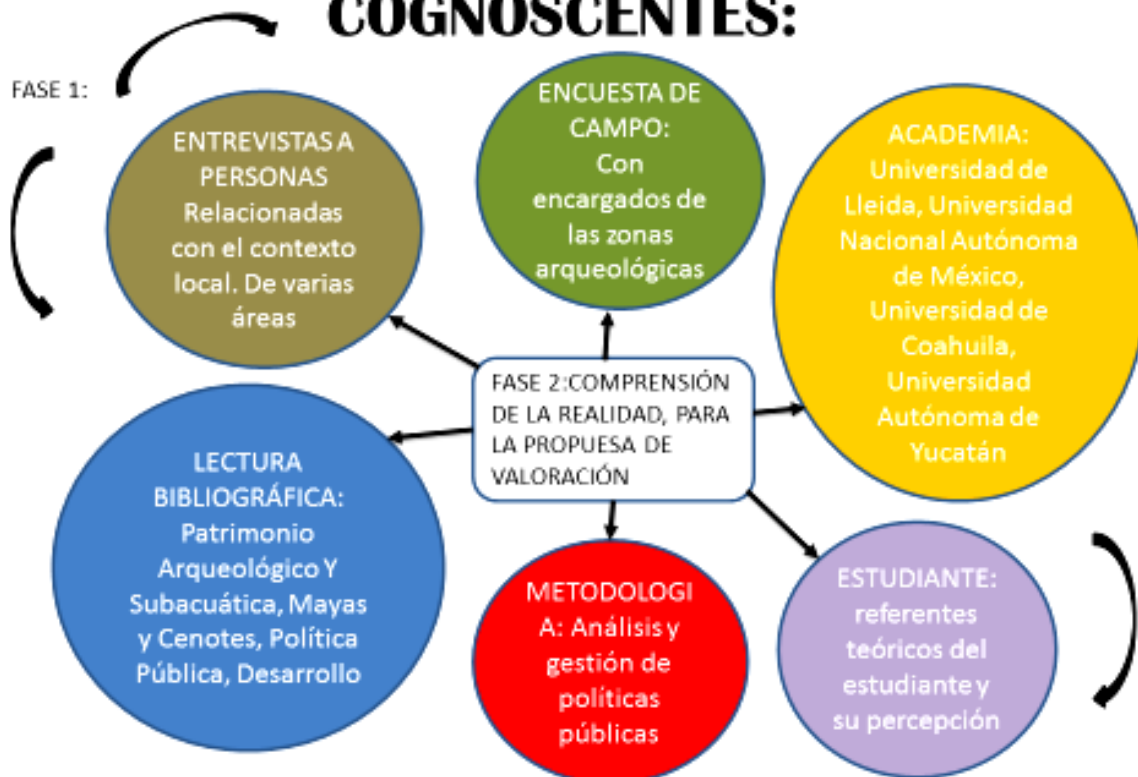 COGNOSCENTES:
FASE 1:
ENTREVISTAS A
PERSONAS
Relacionadas
con el contexto
local. De varias
áreas
ENCUESTA DE
CAMPO:
Con
encargados de
las zonas
arqueológicas
ACADEMIA:
Universidad de
Lleida, Universidad
Nacional Autónoma
de México,
Universidad de
Coahuila,
Universidad
Autónoma de
Yucatán
FASE 2:COMPRENSIÓN
DE LA REALIDAD, PARA
LA PROPUESA DE
VALORACIÓN
LECTURA
BIBLIOGRÁFICA:
Patrimonio
Arqueológico Y
Subacuática, Mayas
y Cenotes, Política
Pública, Desarrollo
METODOLOGI
A: Análisis y
gestión de
políticas
públicas
ESTUDIANTE:
referentes
teóricos del
estudiante y
su percepción